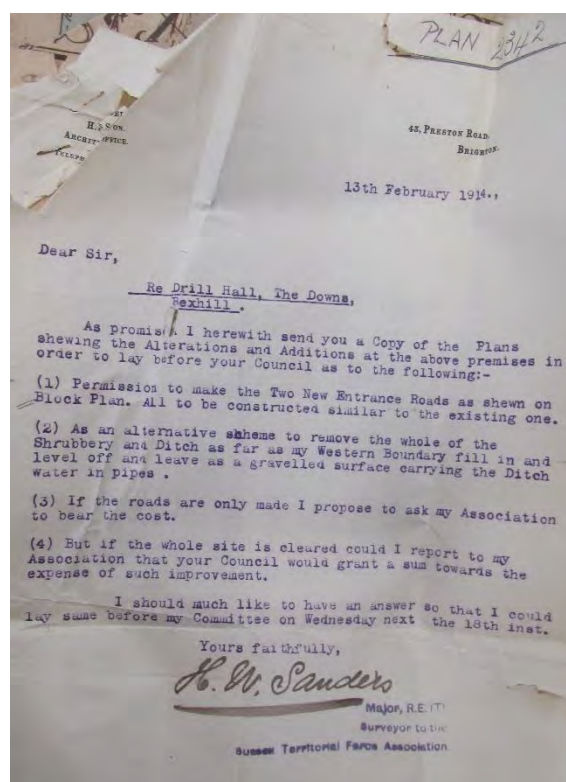 PLAN 2342
H. SON.
ARCHIT- OFFICE.
TELEPH
43, PRESTON ROAD,
BRIGHTON.
13th February 1914.,
Dear Sir,
Re Drill Hall, The Downs,
Bexhill .
As promis . I herewith send you a Copy of the Plans
shewing the Alterations and Additions at the above premises in
order to lay before your Council as to the following:-
(1) Permission to make the Two New Entrance Roads as shewn on
Block Plan. All to be constructed similar to the existing one.
(2) As an alternative shheme to remove the whole of the
Shrubbery and Ditch as far as my Western Boundary fill in and
level off and leave as a gravelled surface carrying the Ditch
water in pipes .
(3) If the roads are only made I propose to ask my Association
to bear the cost.
(4) But if the whole site is cleared could I report to my
Association that your Council would grant a sum towards the
expense of such improvement.
I should much like to have an answer so that I could
lay same before my Committee on Wednesday next the 18th inst.
Yours faithfully,
H. W. Sanders
Major, R.E. (T)
Surveyor to the
Sussex Territorial Force Association